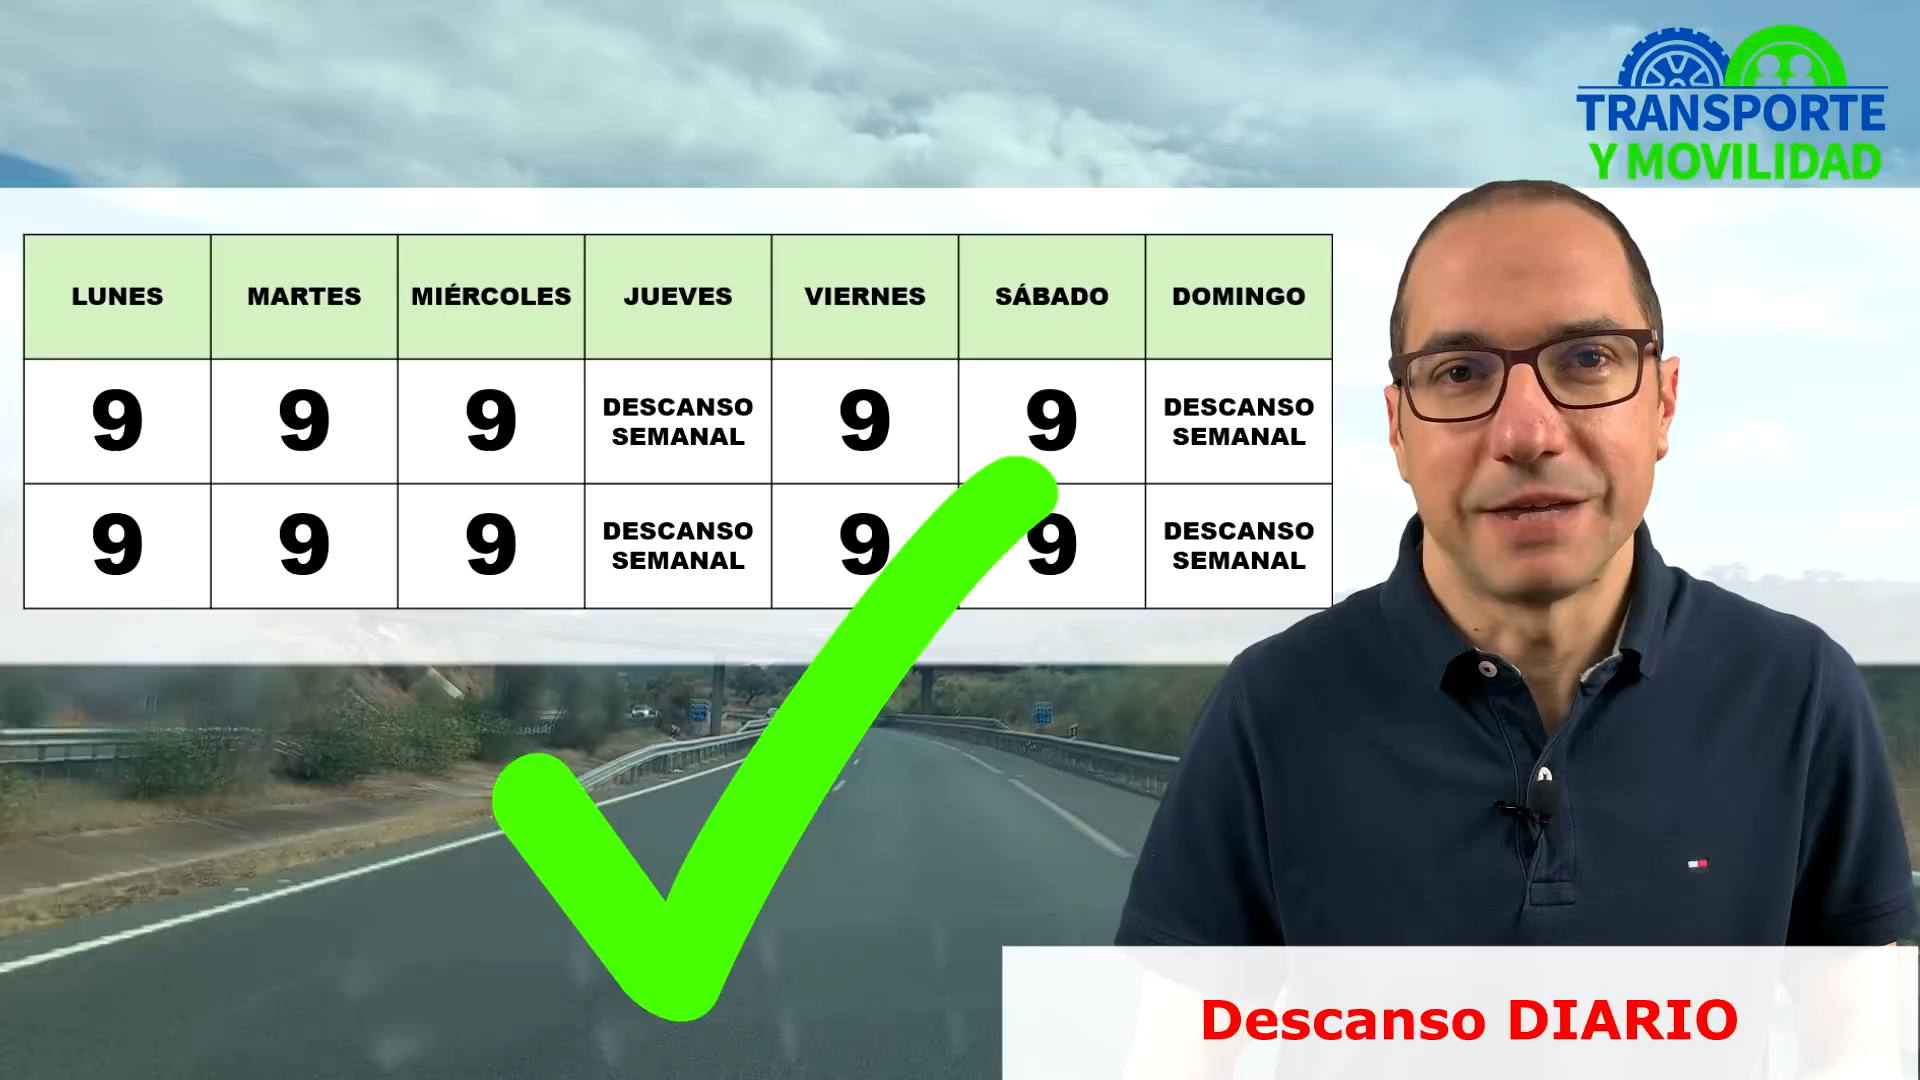 TRANSPORTE
Y MOVILIDAD
LUNES MARTES MIÉRCOLES JUEVES VIERNES SÁBADO DOMINGO
9 9 9 DESCANSO SEMANAL 9 9 DESCANSO SEMANAL
9 9 9 DESCANSO SEMANAL 9 9 DESCANSO SEMANAL
Descanso DIARIO